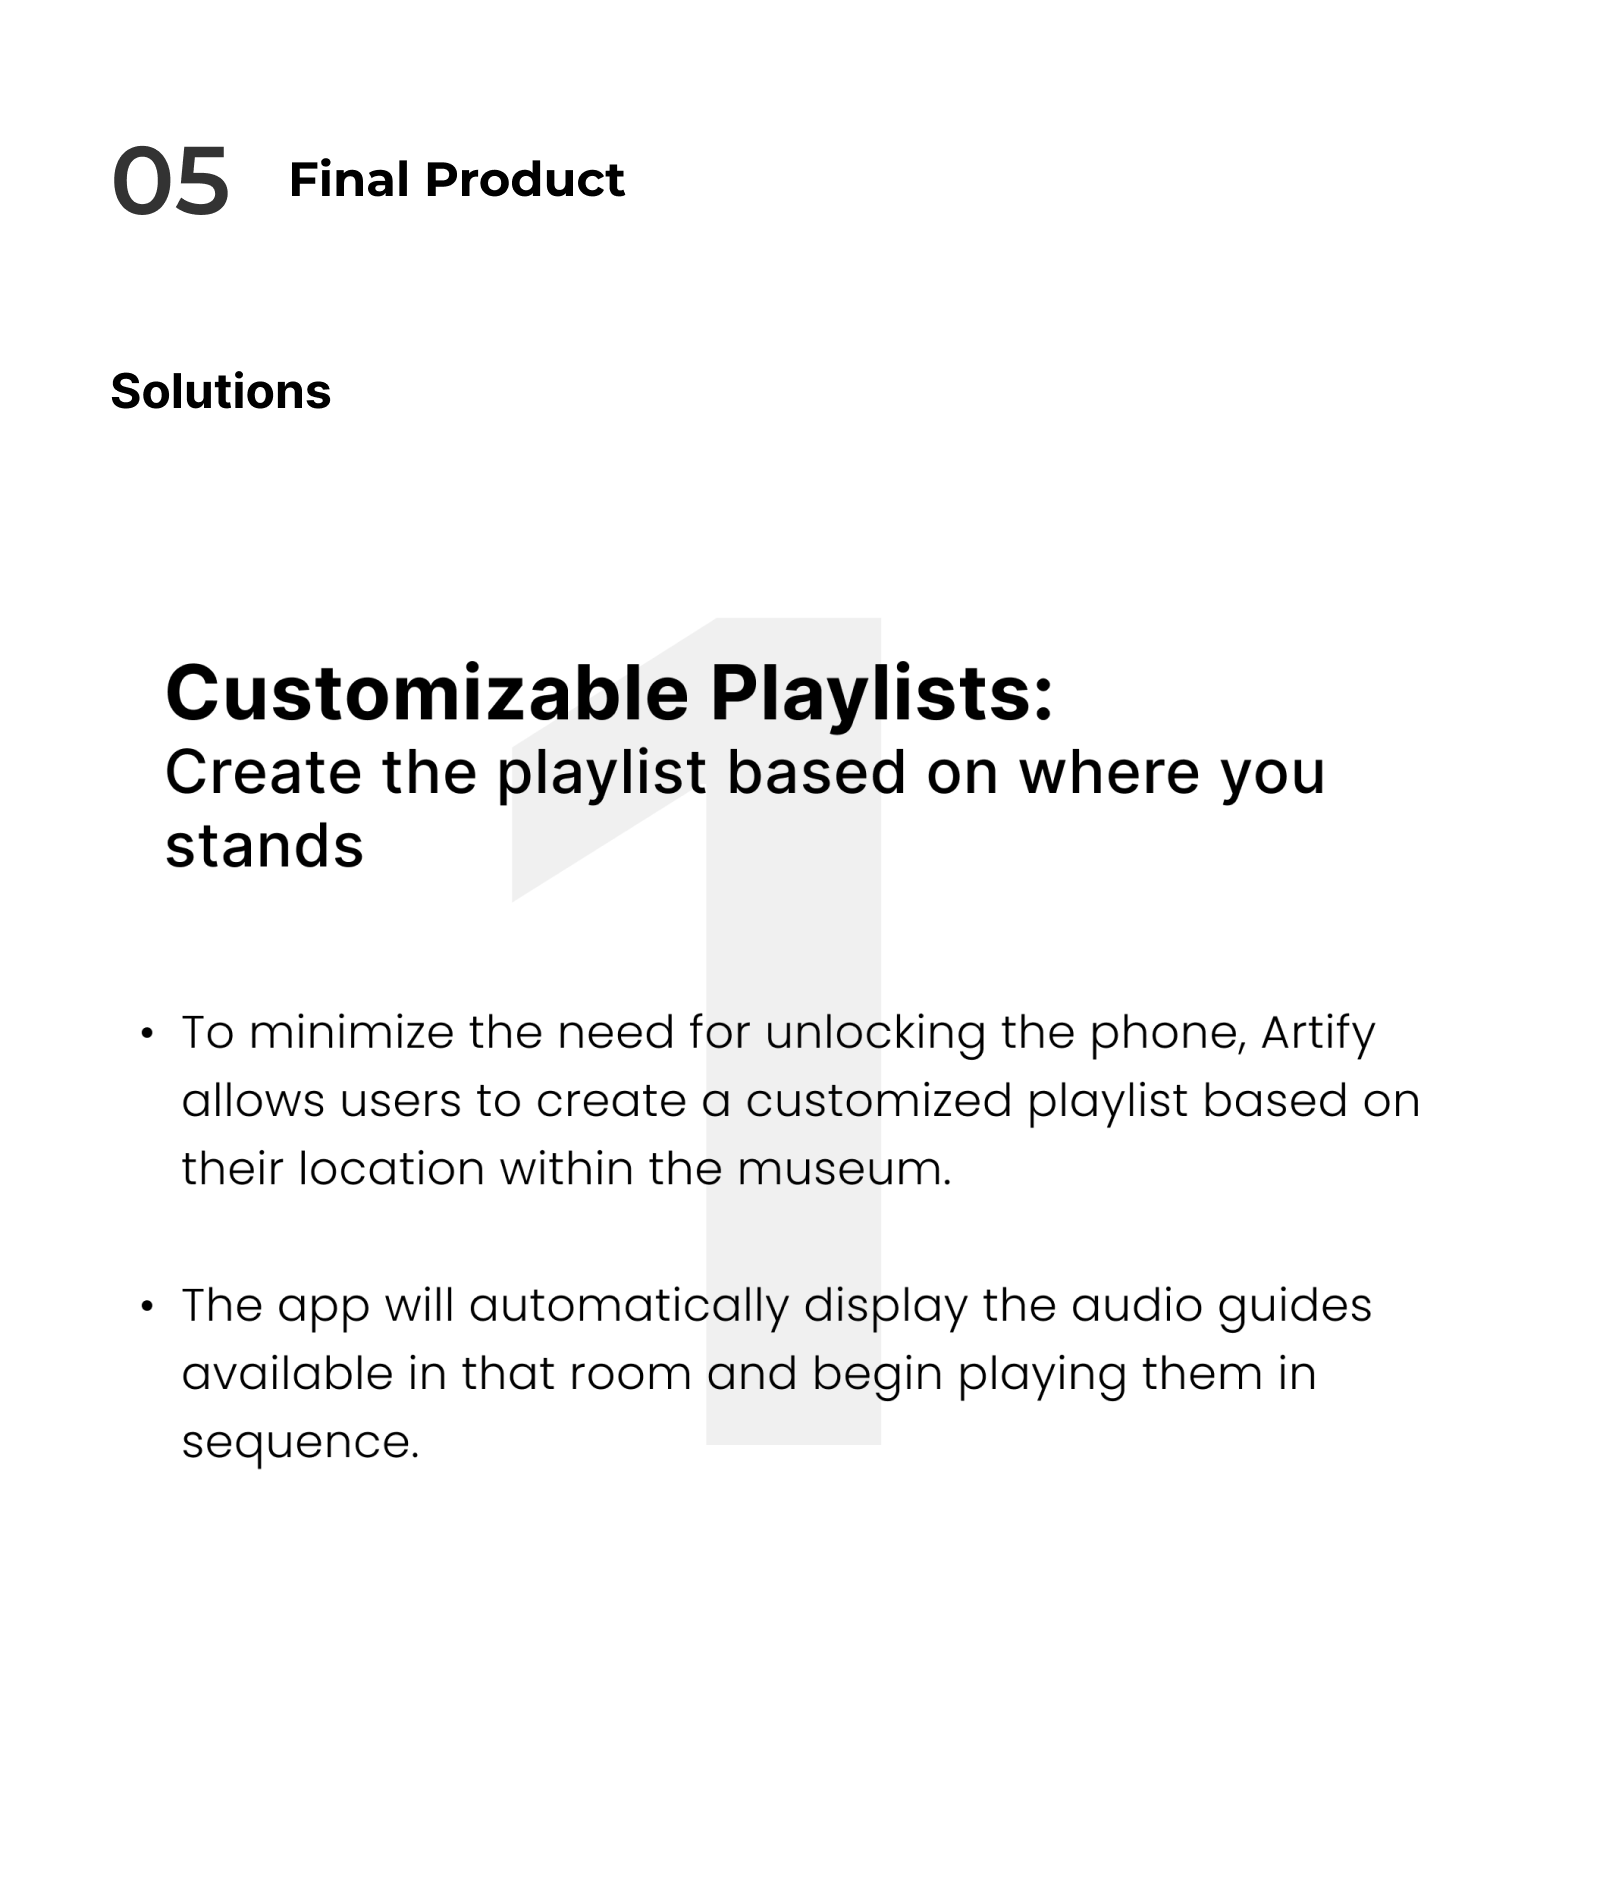 05 Final Product
Solutions
1
Customizable Playlists:
Create the playlist based on where you
stands
• To minimize the need for unlocking the phone, Artify
allows users to create a customized playlist based on
their location within the museum.
• The app will automatically display the audio guides
available in that room and begin playing them in
sequence.